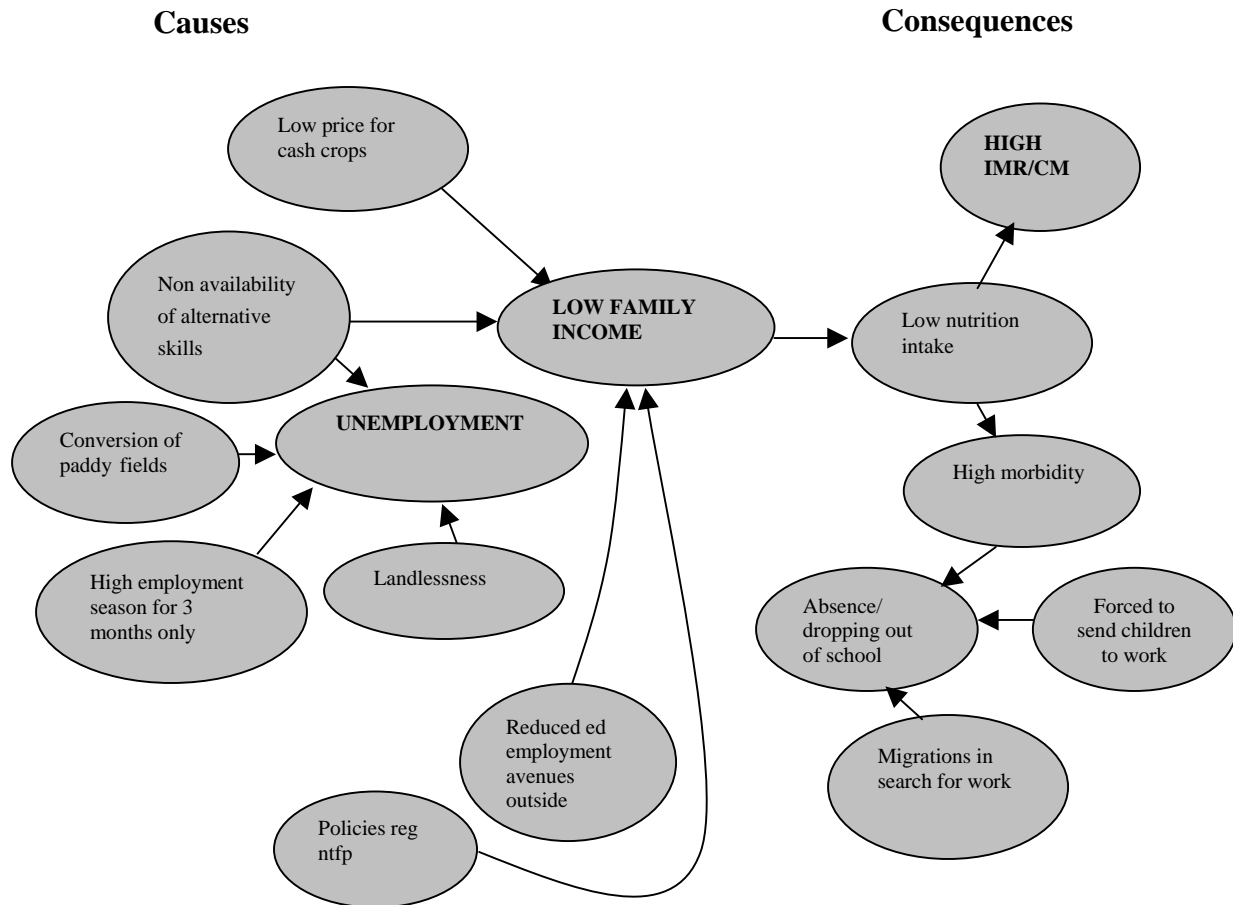 Causes
Consequences
Low price for
cash crops
HIGH
IMR/CM
Non availability
of alternative
skills
LOW FAMILY
INCOME
Low nutrition
intake
UNEMPLOYMENT
Conversion of
paddy fields
High morbidity
High employment
season for 3
months only
Landlessness
Absence/
dropping out
of school
Forced to
send children
to work
Reduced ed
employment
avenues
outside
Migrations in
search for work
Policies reg
ntfp